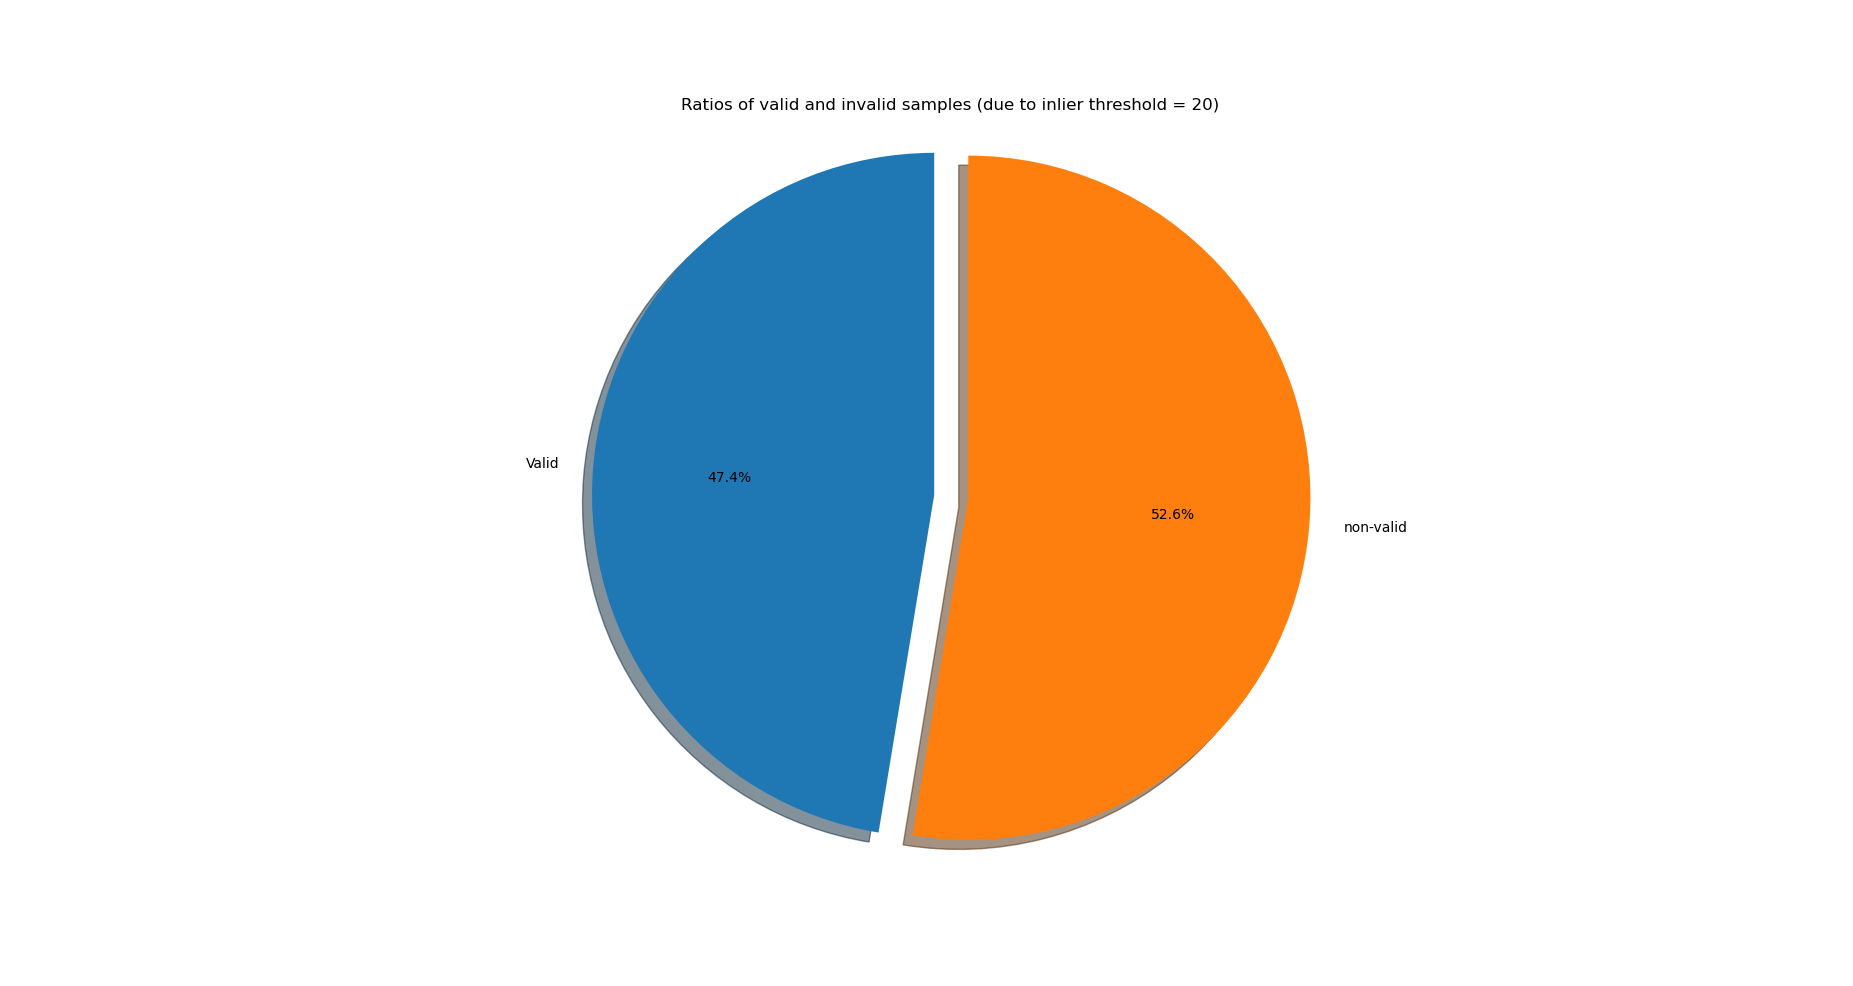 Ratios of valid and invalid samples (due to inlier threshold = 20)
Valid
47.4%
52.6%
non-valid